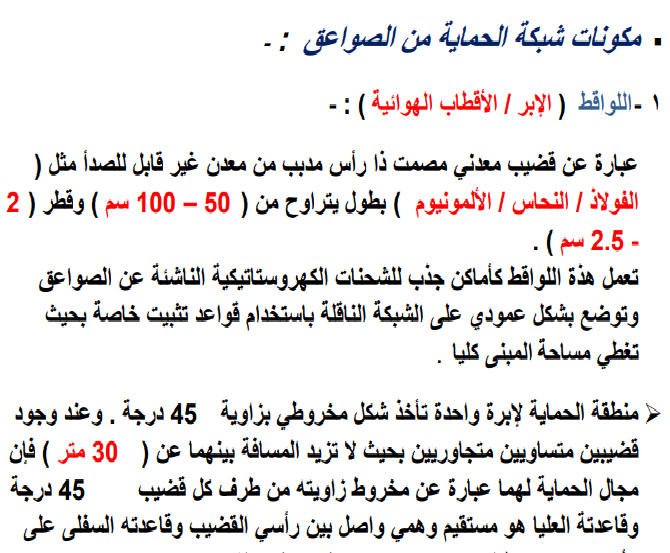 ▪ مكونات شبكة الحماية من الصواعق : -
١ -اللواقط ( الإبر / الأقطاب الهوائية ) : -
عبارة عن قضيب معدني مصمت ذا رأس مدبب من معدن غير قابل للصدأ مثل (
الفولاذ / النحاس / الألمونيوم ) بطول يتراوح من ( 50 – 100 سم ) وقطر ( 2
- 2.5 سم ) .
تعمل هذة اللواقط كأماكن جذب للشحنات الكهروستاتيكية الناشئة عن الصواعق
وتوضع بشكل عمودي على الشبكة الناقلة باستخدام قواعد تثبيت خاصة بحيث
تغطي مساحة المبنى كليا .
➢ منطقة الحماية لإبرة واحدة تأخذ شكل مخروطي بزاوية 45 درجة . وعند وجود
قضيبين متساويين متجاوريين بحيث لا تزيد المسافة بينهما عن ( 30 متر ) فإن
مجال الحماية لهما عبارة عن مخروط زاويته من طرف كل قضيب 45 درجة
وقاعدتة العليا هو مستقيم وهمي واصل بين رأسي القضيب وقاعدته السفلى على